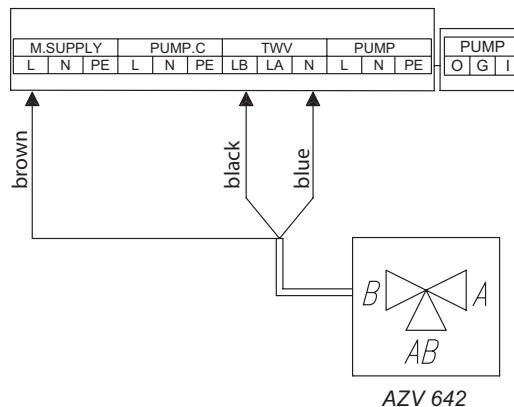 M.SUPPLY PUMP.C TWV PUMP PUMP
L N PE L N PE LB LA N L N PE O G I
brown
black
blue
B
A
AB
AZV 642